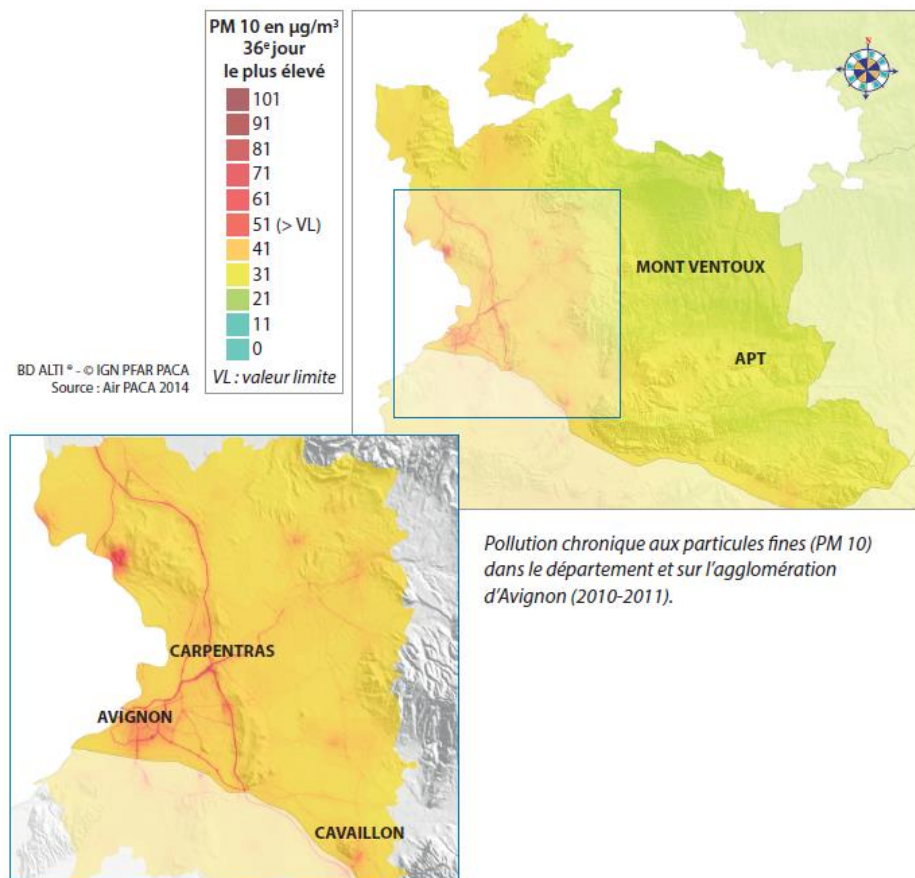 PM 10 en µg/m³
36e jour
le plus élevé
101
91
81
71
61
51 (> VL)
41
31
21
11
0
VL : valeur limite
BD ALTI ® - © IGN PFAR PACA
Source : Air PACA 2014
N
MONT VENTOUX
APT
CARPENTRAS
AVIGNON
CAVAILLON
Pollution chronique aux particules fines (PM 10)
dans le département et sur l’agglomération
d’Avignon (2010-2011).